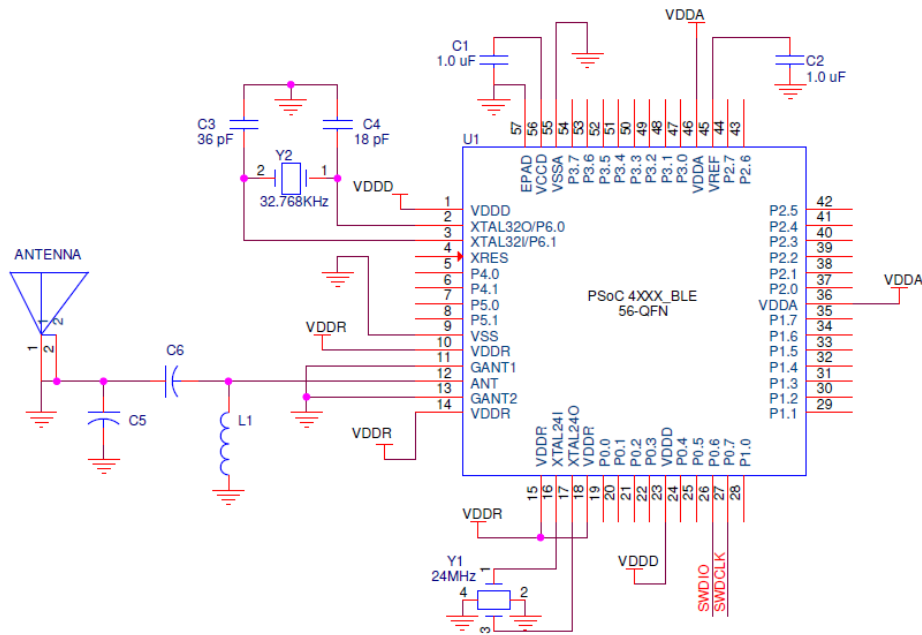 VDDA
C1
1.0 uF
C2
1.0 uF
C3
36 pF
C4
18 pF
Y2
2
1
32.768KHz
U1
57
56
55
54
53
52
51
50
49
48
47
46
45
44
43
EPAD
VCCD
VSSA
P3.7
P3.6
P3.5
P3.4
P3.3
P3.2
P3.1
P3.0
VDDA
VREF
P2.7
P2.6
VDDD
1 VDDD
2 XTAL32O/P6.0
3 XTAL32I/P6.1
4 XRES
5 P4.0
6 P4.1
7 P5.0
8 P5.1
9 VSS
10 VDDR
11 GANT1
12 ANT
13 GANT2
14 VDDR
VDDR
VDDR
PSoC 4XXX_BLE
56-QFN
P2.5 42
P2.4 41
P2.3 40
P2.2 39
P2.1 38
P2.0 37
VDDA 36
P1.7 35
P1.6 34
P1.5 33
P1.4 32
P1.3 31
P1.2 30
P1.1 29
VDDA
ANTENNA
1
2
1
2
C6
C5
L1
VDDR
XTAL24I
XTAL24O
VDDR
P0.0
P0.1
P0.2
P0.3
VDDD
P0.4
P0.5
P0.6
P0.7
P1.0
15
16
17
18
19
20
21
22
23
24
25
26
27
28
VDDR
VDDD
SWDIO
SWDCLK
Y1
24MHz
1
4
2
3